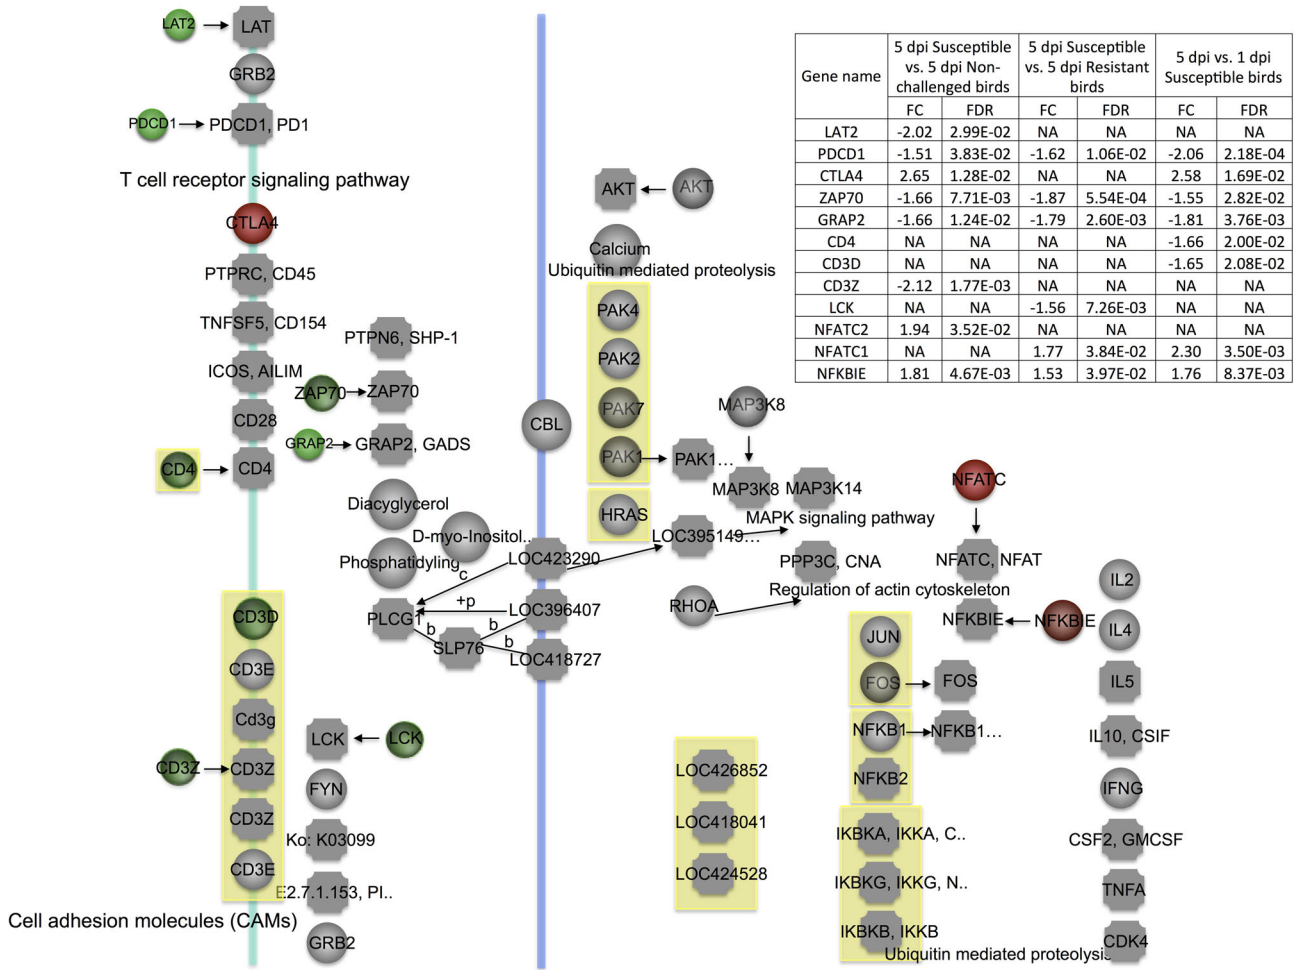 LAT2
LAT
GRB2
PDCD1
PDCD1, PD1
T cell receptor signaling pathway
CTLA4
PTPRC, CD45
TNFSF5, CD154
ICOS, AILIM
CD28
CD4
CD4
PTPN6, SHP-1
ZAP70
ZAP70
GRAP2
GRAP2, GADS
Diacyglycerol
D-myo-Inositol..
Phosphatidyling
PLCG1
SLP76
c
+p
b
b
b
CBL
LOC423290
LOC396407
LOC418727
CD3D
CD3E
Cd3g
CD3Z
CD3Z
CD3Z
CD3E
Cell adhesion molecules (CAMs)
LCK
LCK
FYN
Ko: K03099
E2.7.1.153, PI..
GRB2
AKT
AKT
Calcium
Ubiquitin mediated proteolysis
PAK4
PAK2
PAK7
PAK1
PAK1...
HRAS
LOC395149...
MAP3K8
MAP3K8
MAP3K14
MAPK signaling pathway
PPP3C, CNA
Regulation of actin cytoskeleton
RHOA
NFATC
NFATC, NFAT
NFKBIE
NFKBIE
JUN
FOS
FOS
NFKB1
NFKB1...
NFKB2
LOC426852
LOC418041
LOC424528
IKBKA, IKKA, C..
IKBKG, IKKG, N..
IKBKB, IKKB
Ubiquitin mediated proteolysis
IL2
IL4
IL5
IL10, CSIF
IFNG
CSF2, GMCSF
TNFA
CDK4
Gene name
5 dpi Susceptible
vs. 5 dpi Non-
challenged birds
5 dpi Susceptible
vs. 5 dpi Resistant
birds
5 dpi vs. 1 dpi
Susceptible birds
FC FDR FC FDR FC FDR
LAT2 -2.02 2.99E-02 NA NA NA NA
PDCD1 -1.51 3.83E-02 -1.62 1.06E-02 -2.06 2.18E-04
CTLA4 2.65 1.28E-02 NA NA 2.58 1.69E-02
ZAP70 -1.66 7.71E-03 -1.87 5.54E-04 -1.55 2.82E-02
GRAP2 -1.66 1.24E-02 -1.79 2.60E-03 -1.81 3.76E-03
CD4 NA NA NA NA -1.66 2.00E-02
CD3D NA NA NA NA -1.65 2.08E-02
CD3Z -2.12 1.77E-03 NA NA NA NA
LCK NA NA -1.56 7.26E-03 NA NA
NFATC2 1.94 3.52E-02 NA NA NA NA
NFATC1 NA NA 1.77 3.84E-02 2.30 3.50E-03
NFKBIE 1.81 4.67E-03 1.53 3.97E-02 1.76 8.37E-03